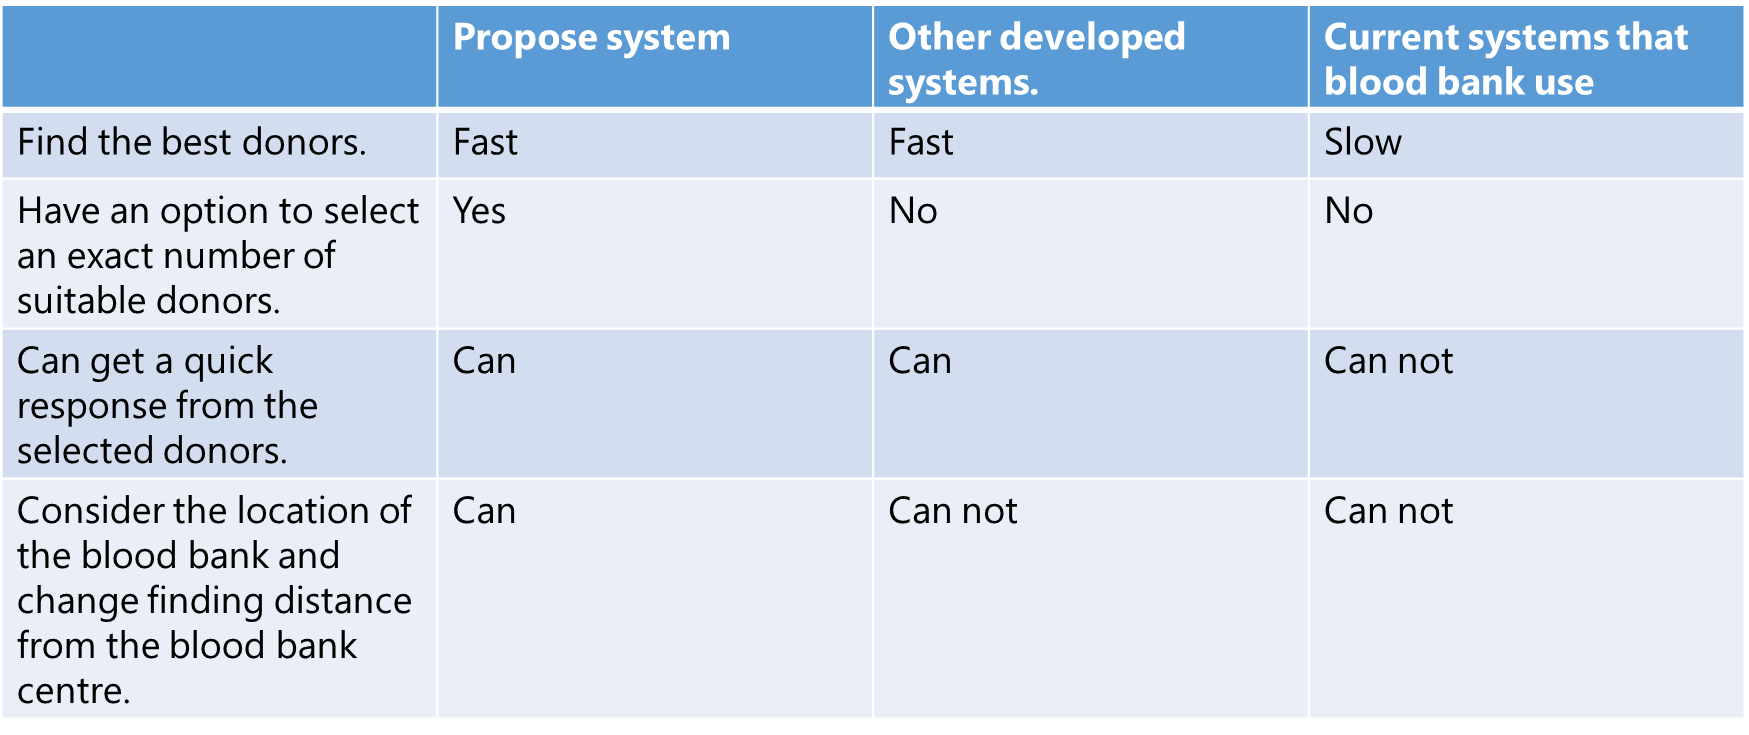 Propose system
Other developed
systems.
Current systems that
blood bank use
Find the best donors.
Fast
Fast
Slow
Have an option to select
an exact number of
suitable donors.
Yes
No
No
Can get a quick
response from the
selected donors.
Can
Can
Can not
Consider the location of
the blood bank and
change finding distance
from the blood bank
centre.
Can
Can not
Can not